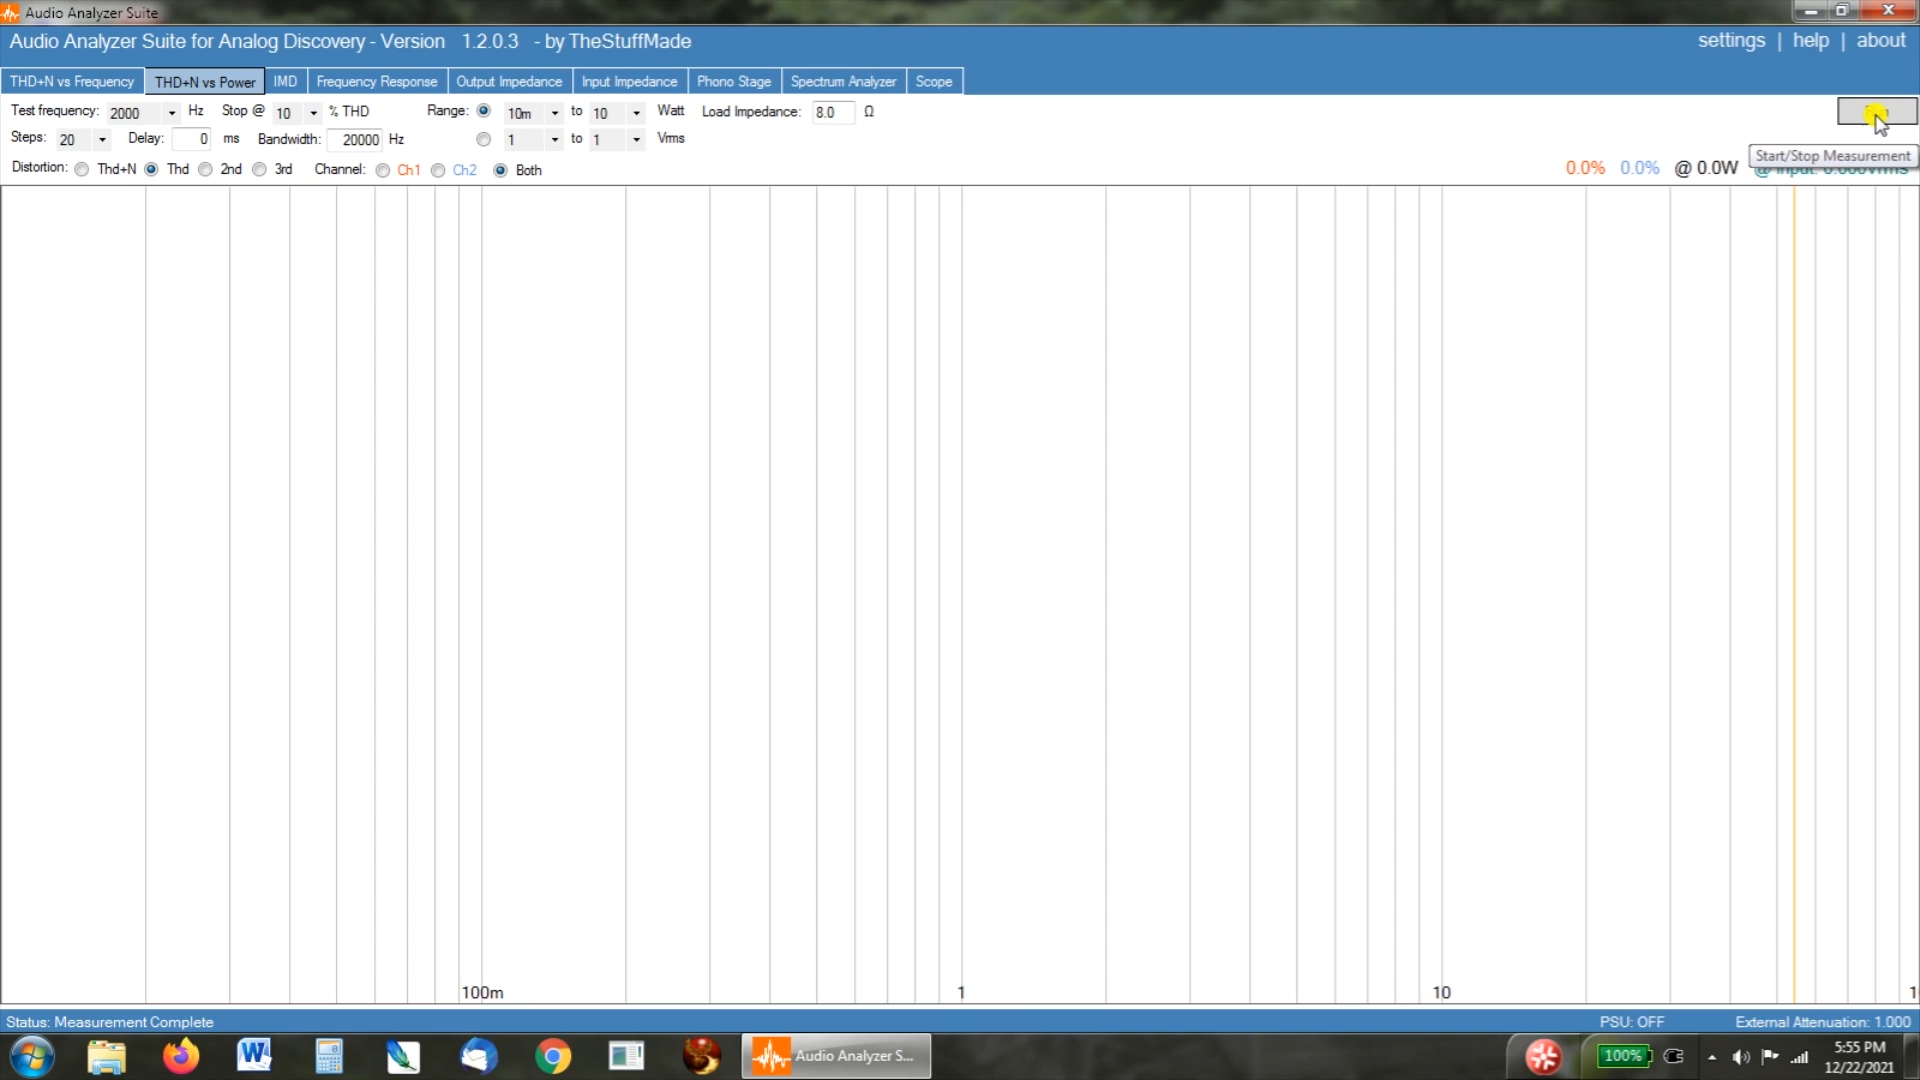 Audio Analyzer Suite
Audio Analyzer Suite for Analog Discovery - Version 1.2.0.3 - by TheStuffMade
settings | help | about
THD+N vs Frequency THD+N vs Power IMD Frequency Response Output Impedance Input Impedance Phono Stage Spectrum Analyzer Scope
Test frequency: 2000 Hz Stop @ 10 % THD Range: 10m to 10 Watt Load Impedance: 8.0 Ω
Steps: 20 Delay: 0 ms Bandwidth: 20000 Hz 1 to 1 Vrms
Start/Stop Measurement
Distortion: Thd+N Thd 2nd 3rd Channel: Ch1 Ch2 Both
0.0% 0.0% @ 0.0W @ Input: 0.000Vrms
100m 1 10
Status: Measurement Complete PSU: OFF External Attenuation: 1.000
Audio Analyzer S...
100%
5:55 PM
12/22/2021